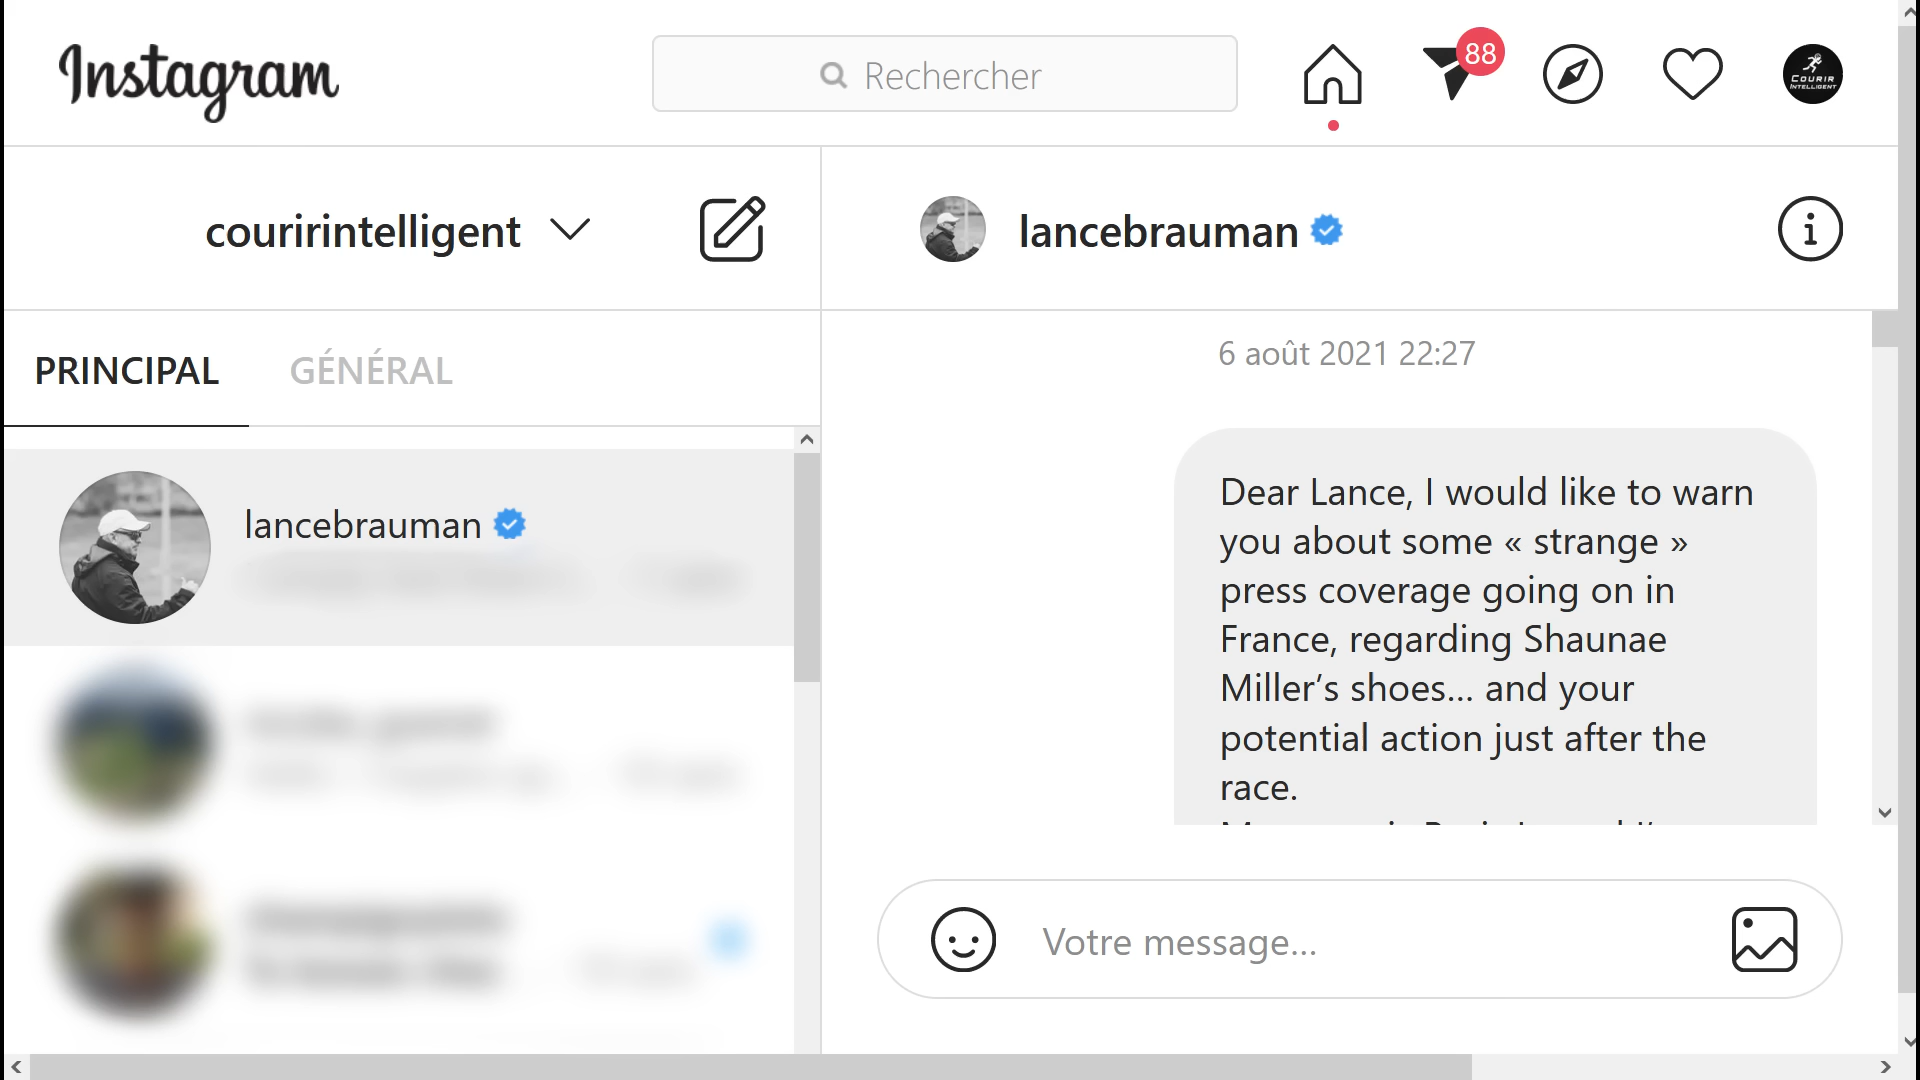 Instagram
Rechercher
88
COURIR
INTELLIGENT
couririntelligent
lancebrauman
PRINCIPAL
GÉNÉRAL
lancebrauman
6 août 2021 22:27
Dear Lance, I would like to warn
you about some « strange »
press coverage going on in
France, regarding Shaunae
Miller’s shoes... and your
potential action just after the
race.
Votre message...